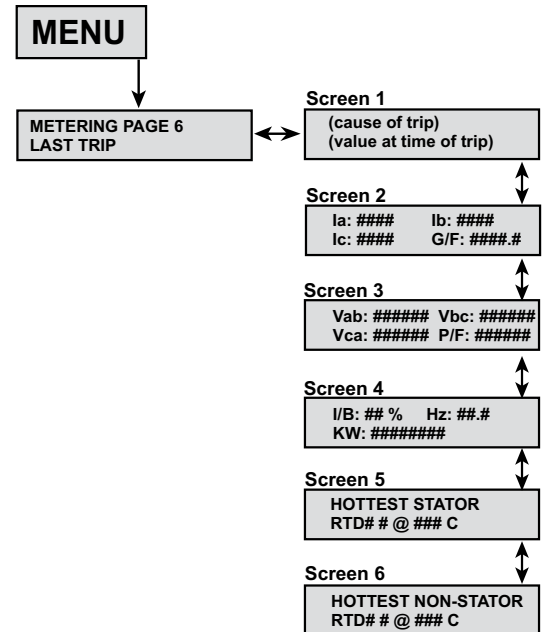 MENU
METERING PAGE 6
LAST TRIP
Screen 1
(cause of trip)
(value at time of trip)
Screen 2
Ia: #### Ib: ####
Ic: #### G/F: ####.#
Screen 3
Vab: ###### Vbc: ######
Vca: ###### P/F: ######
Screen 4
I/B: ## % Hz: ##.#
KW: ########
Screen 5
HOTTEST STATOR
RTD# # @ ### C
Screen 6
HOTTEST NON-STATOR
RTD# # @ ### C